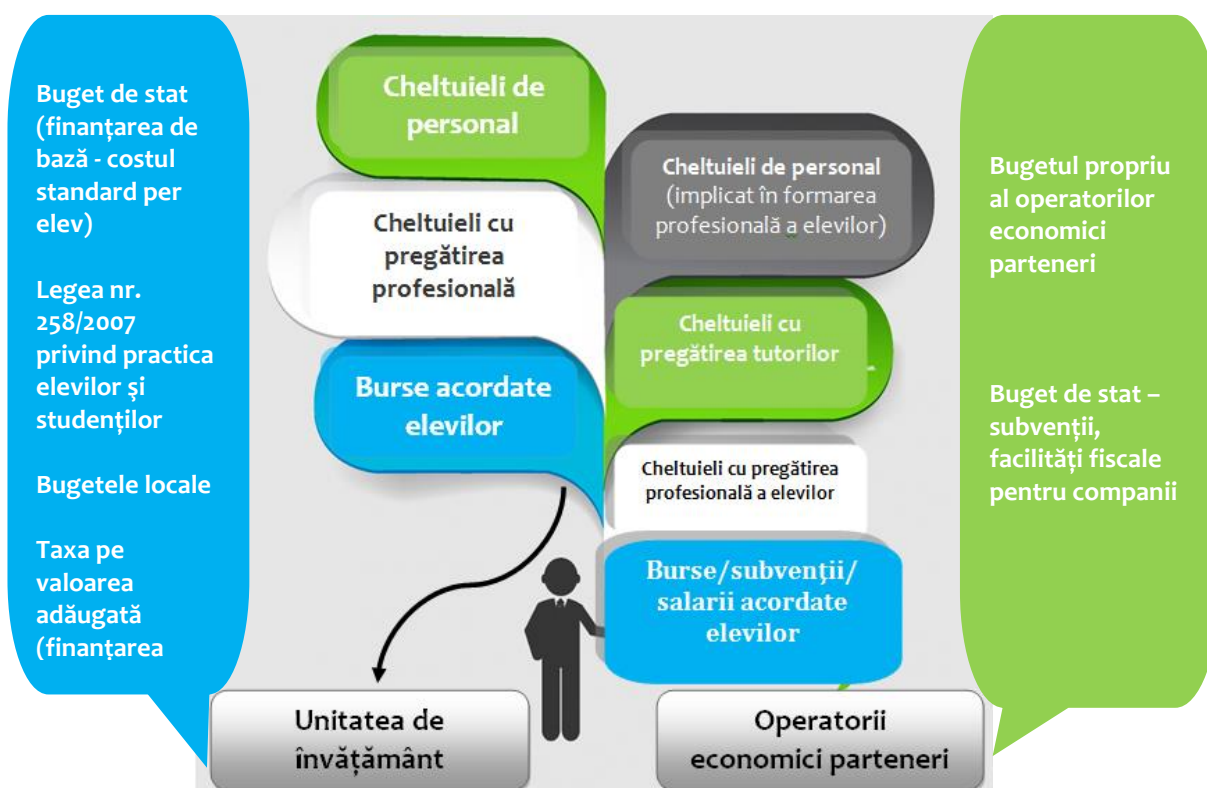 Buget de stat
(finanțarea de
bază - costul
standard per
elev)
Legea nr.
258/2007
privind practica
elevilor şi
studenților
Bugetele locale
Taxa pe
valoarea
adăugată
(finanțarea
Cheltuieli de
personal
Cheltuieli cu
pregătirea
profesională
Burse acordate
elevilor
Cheltuieli de personal
(implicat în formarea
profesională a elevilor)
Cheltuieli cu
pregătirea tutorilor
Cheltuieli cu pregătirea
profesională a elevilor
Burse/subvenţii/
salarii acordate
elevilor
Unitatea de
învățământ
Operatorii
economici parteneri
Bugetul propriu
al operatorilor
economici
parteneri
Buget de stat –
subvenții,
facilități fiscale
pentru companii